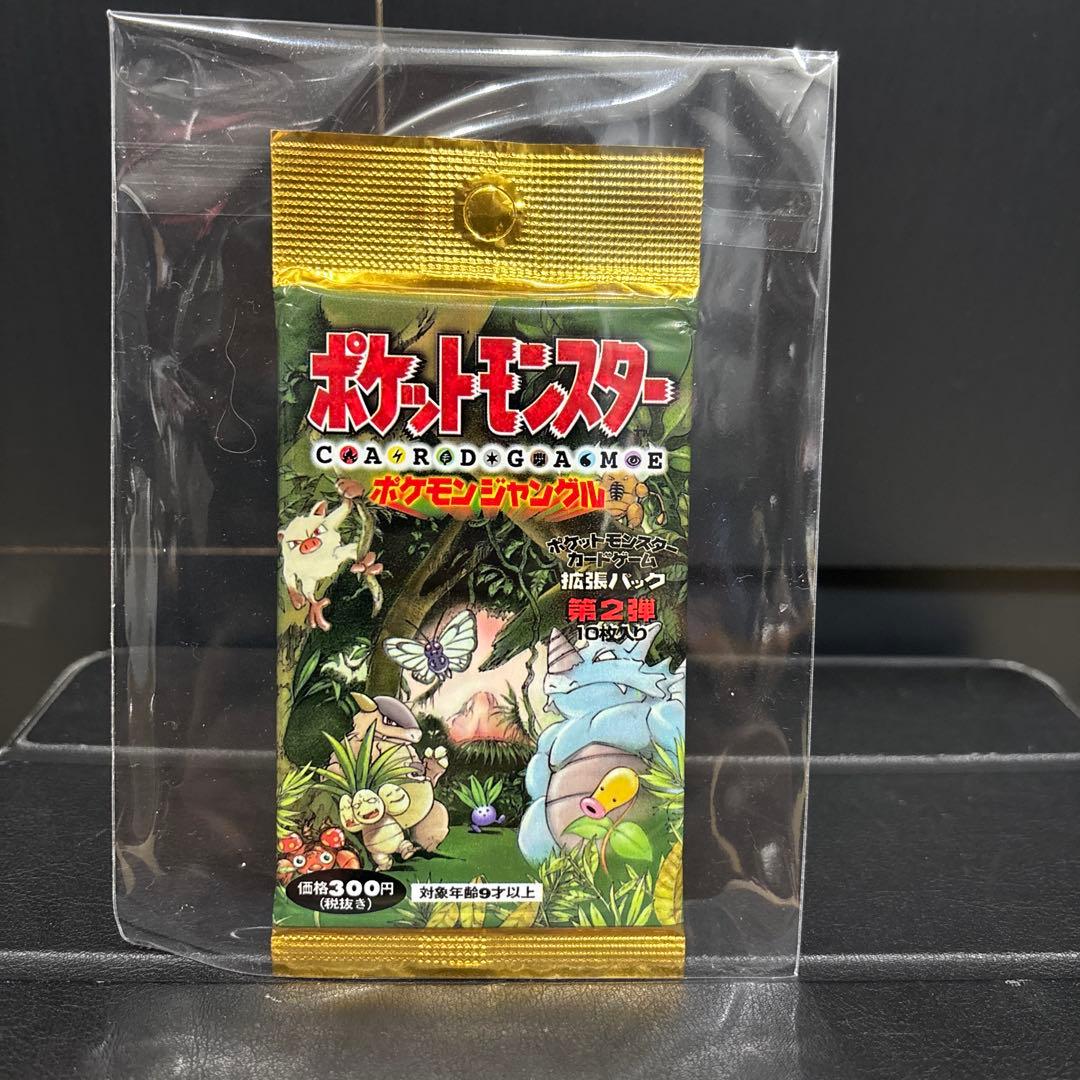 ポケットモンスター
CARD GAME
ポケモンジャングル
ポケットモンスター
カードゲーム
拡張パック
第2弾
10枚入り
価格300円
(税抜き)
対象年齢9才以上